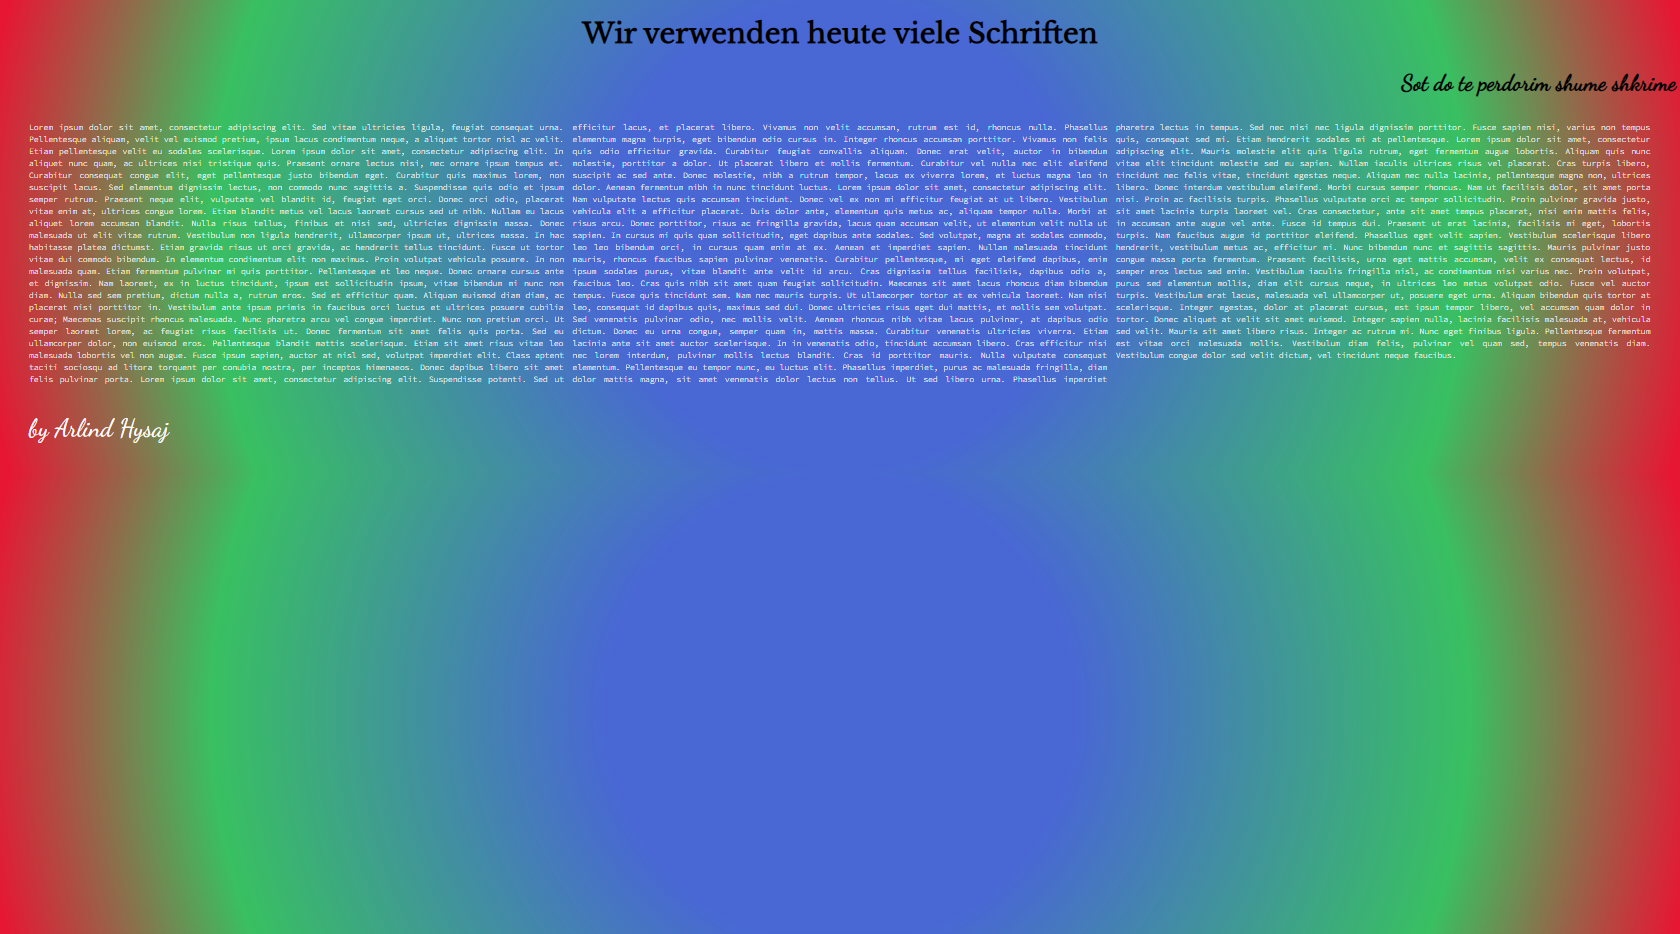 Wir verwenden heute viele Schriften
Sot do te perdorim shume shkrime
Lorem ipsum dolor sit amet, consectetur adipiscing elit. Sed vitae ultricies ligula, feugiat consequat urna.
Pellentesque aliquam, velit vel euismod pretium, ipsum lacus condimentum neque, a aliquet tortor nisl ac velit.
Etiam pellentesque velit eu sodales scelerisque. Lorem ipsum dolor sit amet, consectetur adipiscing elit. In
aliquet nunc quam, ac ultrices nisi tristique quis. Praesent ornare lectus nisi, nec ornare ipsum tempus et.
Curabitur consequat congue elit, eget pellentesque justo bibendum eget. Curabitur quis maximus lorem, non
suscipit lacus. Sed elementum dignissim lectus, non commodo nunc sagittis a. Suspendisse quis odio et ipsum
semper rutrum. Praesent neque elit, vulputate vel blandit id, feugiat eget orci. Donec orci odio, placerat
vitae enim at, ultrices congue lorem. Etiam blandit metus vel lacus laoreet cursus sed ut nibh. Nullam eu lacus
aliquet lorem accumsan blandit. Nulla risus tellus, finibus et nisi sed, ultricies dignissim massa. Donec
malesuada ut elit vitae rutrum. Vestibulum non ligula hendrerit, ullamcorper ipsum ut, ultrices massa. In hac
habitasse platea dictumst. Etiam gravida risus ut orci gravida, ac hendrerit tellus tincidunt. Fusce ut tortor
vitae dui commodo bibendum. In elementum condimentum elit non maximus. Proin volutpat vehicula posuere. In non
malesuada quam. Etiam fermentum pulvinar mi quis porttitor. Pellentesque et leo neque. Donec ornare cursus ante
et dignissim. Nam laoreet, ex in luctus tincidunt, ipsum est sollicitudin ipsum, vitae bibendum mi nunc non
diam. Nulla sed sem pretium, dictum nulla a, rutrum eros. Sed et efficitur quam. Aliquam euismod diam diam, ac
placerat nisi porttitor in. Vestibulum ante ipsum primis in faucibus orci luctus et ultrices posuere cubilia
curae; Maecenas suscipit rhoncus malesuada. Nunc pharetra arcu vel congue imperdiet. Nunc non pretium orci. Ut
semper laoreet lorem, ac feugiat risus facilisis ut. Donec fermentum sit amet felis quis porta. Sed eu
ullamcorper dolor, non euismod eros. Pellentesque blandit mattis scelerisque. Etiam sit amet risus vitae leo
malesuada lobortis vel non augue. Fusce ipsum sapien, auctor at nisl sed, volutpat imperdiet elit. Class aptent
taciti sociosqu ad litora torquent per conubia nostra, per inceptos himenaeos. Donec dapibus libero sit amet
felis pulvinar porta. Lorem ipsum dolor sit amet, consectetur adipiscing elit. Suspendisse potenti. Sed ut
efficitur lacus, et placerat libero. Vivamus non velit accumsan, rutrum est id, rhoncus nulla. Phasellus
elementum magna turpis, eget bibendum odio cursus in. Integer rhoncus accumsan porttitor. Vivamus non felis
quis odio efficitur gravida. Curabitur feugiat convallis aliquam. Donec erat velit, auctor in bibendum
molestie, porttitor a dolor. Ut placerat libero et mollis fermentum. Curabitur vel nulla nec elit eleifend
suscipit ac sed ante. Donec molestie, nibh a rutrum tempor, lacus ex viverra lorem, et luctus magna leo in
dolor. Aenean fermentum nibh in nunc tincidunt luctus. Lorem ipsum dolor sit amet, consectetur adipiscing elit.
Nam vulputate lectus quis accumsan tincidunt. Donec vel ex non mi efficitur feugiat at ut libero. Vestibulum
vehicula elit a efficitur placerat. Duis dolor ante, elementum quis metus ac, aliquam tempor nulla. Morbi at
risus arcu. Donec porttitor, risus ac fringilla gravida, lacus quam accumsan velit, ut elementum velit nulla ut
sapien. In cursus mi quis quam sollicitudin, eget dapibus ante sodales. Sed volutpat, magna at sodales commodo,
leo leo bibendum orci, in cursus quam enim at ex. Aenean et imperdiet sapien. Nullam malesuada tincidunt
mauris, rhoncus faucibus sapien pulvinar venenatis. Curabitur pellentesque, mi eget eleifend dapibus, enim
ipsum sodales purus, vitae blandit ante velit id arcu. Cras dignissim tellus facilisis, dapibus odio a,
faucibus leo. Cras quis nibh sit amet quam feugiat sollicitudin. Maecenas sit amet lacus rhoncus diam bibendum
tempus. Fusce quis tincidunt sem. Nam nec mauris turpis. Ut ullamcorper tortor at ex vehicula laoreet. Nam nisi
leo, consequat id dapibus quis, maximus sed dui. Donec ultricies risus eget dui mattis, et mollis sem volutpat.
Sed venenatis pulvinar odio, nec mollis velit. Aenean rhoncus nibh vitae lacus pulvinar, at dapibus odio
dictum. Donec eu urna congue, semper quam in, mattis massa. Curabitur venenatis ultricies viverra. Etiam
lacinia ante sit amet auctor scelerisque. In in venenatis odio, tincidunt accumsan libero. Cras efficitur nisi
nec lorem interdum, pulvinar mollis lectus blandit. Cras id porttitor mauris. Nulla vulputate consequat
elementum. Pellentesque eu tempor nunc, eu luctus elit. Phasellus imperdiet, purus ac malesuada fringilla, diam
dolor mattis magna, sit amet venenatis dolor lectus non tellus. Ut sed libero urna. Phasellus imperdiet
pharetra lectus in tempus. Sed nec nisi nec ligula dignissim porttitor. Fusce sapien nisi, varius non tempus
quis, consequat sed mi. Etiam hendrerit sodales mi at pellentesque. Lorem ipsum dolor sit amet, consectetur
adipiscing elit. Mauris molestie elit quis ligula rutrum, eget fermentum augue lobortis. Aliquam quis nunc
vitae elit tincidunt molestie sed eu sapien. Nullam iaculis ultrices risus vel placerat. Cras turpis libero,
tincidunt nec felis vitae, tincidunt egestas neque. Aliquam nec nulla lacinia, pellentesque magna non, ultrices
libero. Donec interdum vestibulum eleifend. Morbi cursus semper rhoncus. Nam ut facilisis dolor, sit amet porta
nisi. Proin ac facilisis turpis. Phasellus vulputate orci ac tempor sollicitudin. Proin pulvinar gravida justo,
sit amet lacinia turpis laoreet vel. Cras consectetur, ante sit amet tempus placerat, nisi enim mattis felis,
in accumsan ante augue vel ante. Fusce id tempus dui. Praesent ut erat lacinia, facilisis mi eget, lobortis
turpis. Nam faucibus augue id porttitor eleifend. Phasellus eget velit sapien. Vestibulum scelerisque libero
hendrerit, vestibulum metus ac, efficitur mi. Nunc bibendum nunc et sagittis sagittis. Mauris pulvinar justo
congue massa porta fermentum. Praesent facilisis, urna eget mattis accumsan, velit ex consequat lectus, id
semper eros lectus sed enim. Vestibulum iaculis fringilla nisl, ac condimentum nisi varius nec. Proin volutpat,
purus sed elementum mollis, diam elit cursus neque, in ultrices leo metus volutpat odio. Fusce vel auctor
turpis. Vestibulum erat lacus, malesuada vel ullamcorper ut, posuere eget urna. Aliquam bibendum quis tortor at
scelerisque. Integer egestas, dolor at placerat cursus, est ipsum tempor libero, vel accumsan quam dolor in
tortor. Donec aliquet at velit sit amet euismod. Integer sapien nulla, lacinia facilisis malesuada at, vehicula
sed velit. Mauris sit amet libero risus. Integer ac rutrum mi. Nunc eget finibus ligula. Pellentesque fermentum
est vitae orci malesuada mollis. Vestibulum diam felis, pulvinar vel quam sed, tempus venenatis diam.
Vestibulum congue dolor sed velit dictum, vel tincidunt neque faucibus.
by Arlind Hysaj